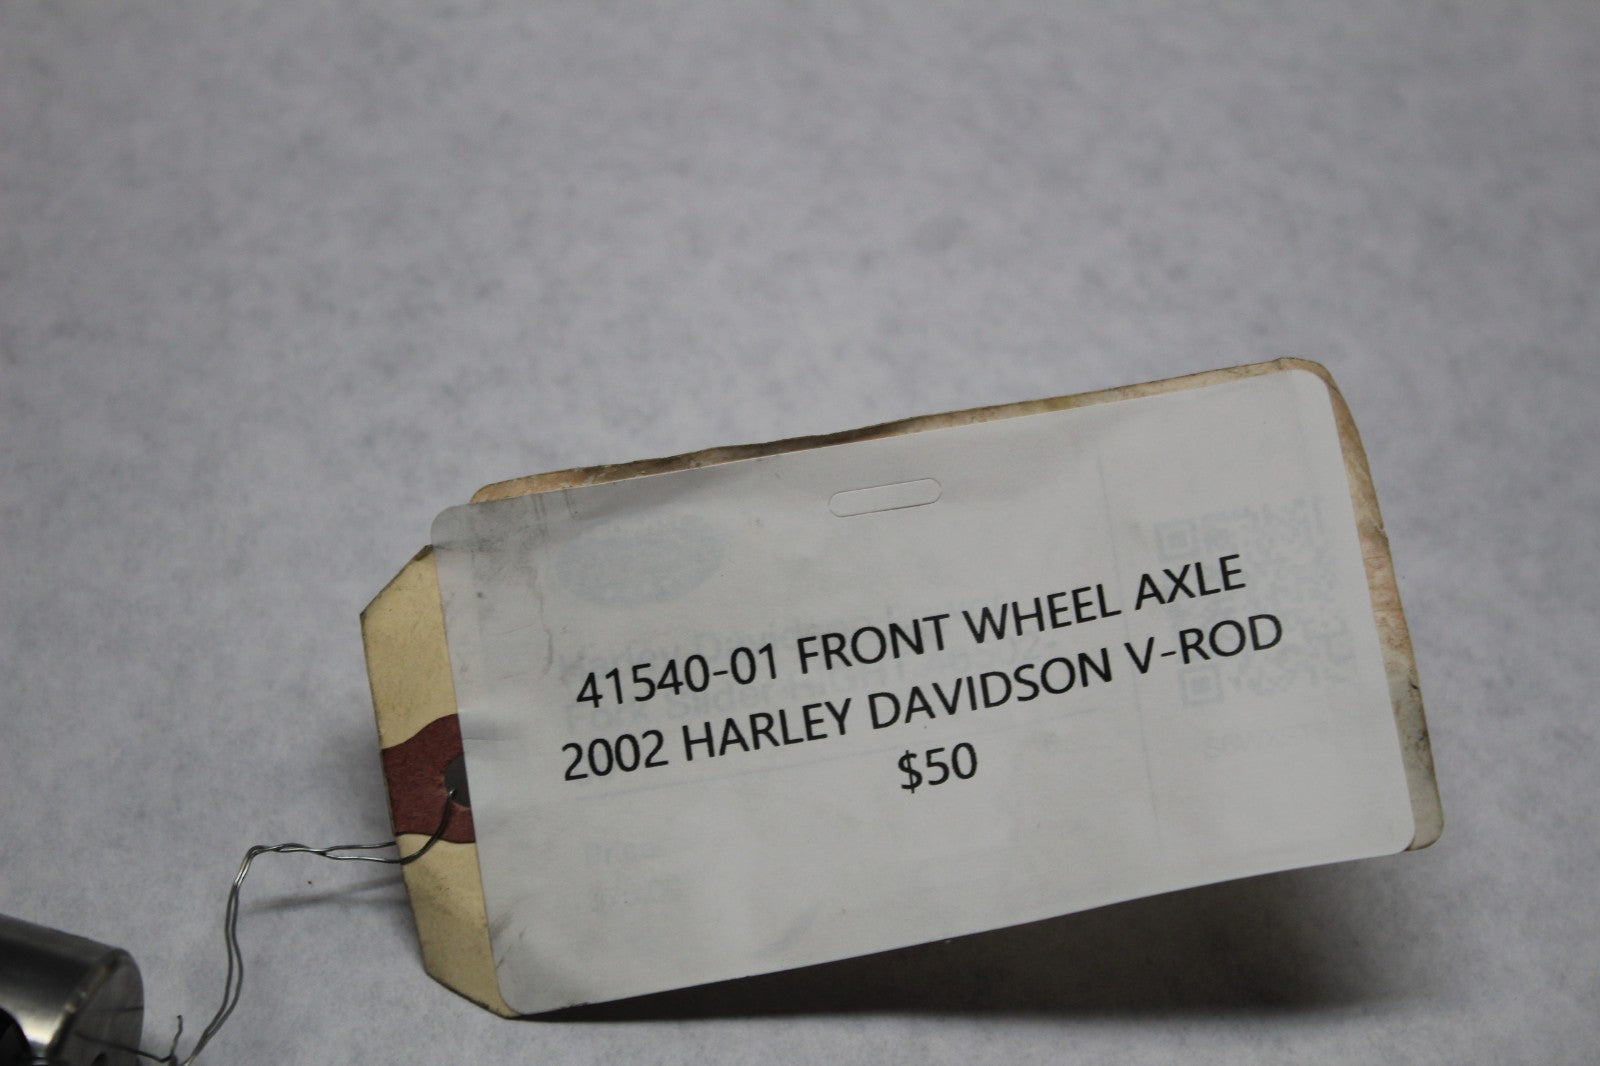 41540-01 FRONT WHEEL AXLE
2002 HARLEY DAVIDSON V-ROD
$50